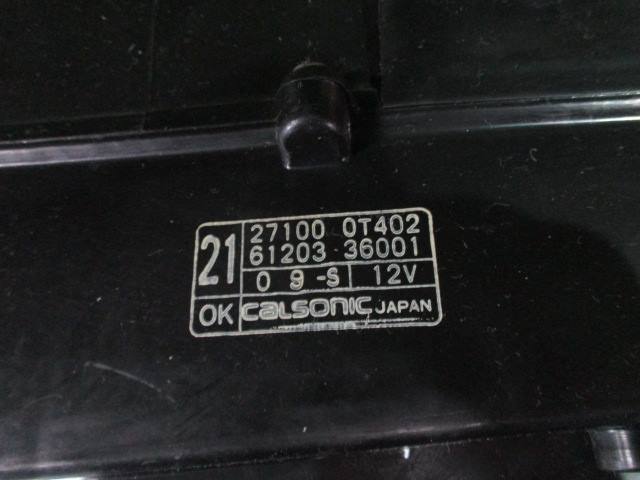 21
27100 0T402
61203 36001
0 9 -S 12V
OK CALSONIC JAPAN